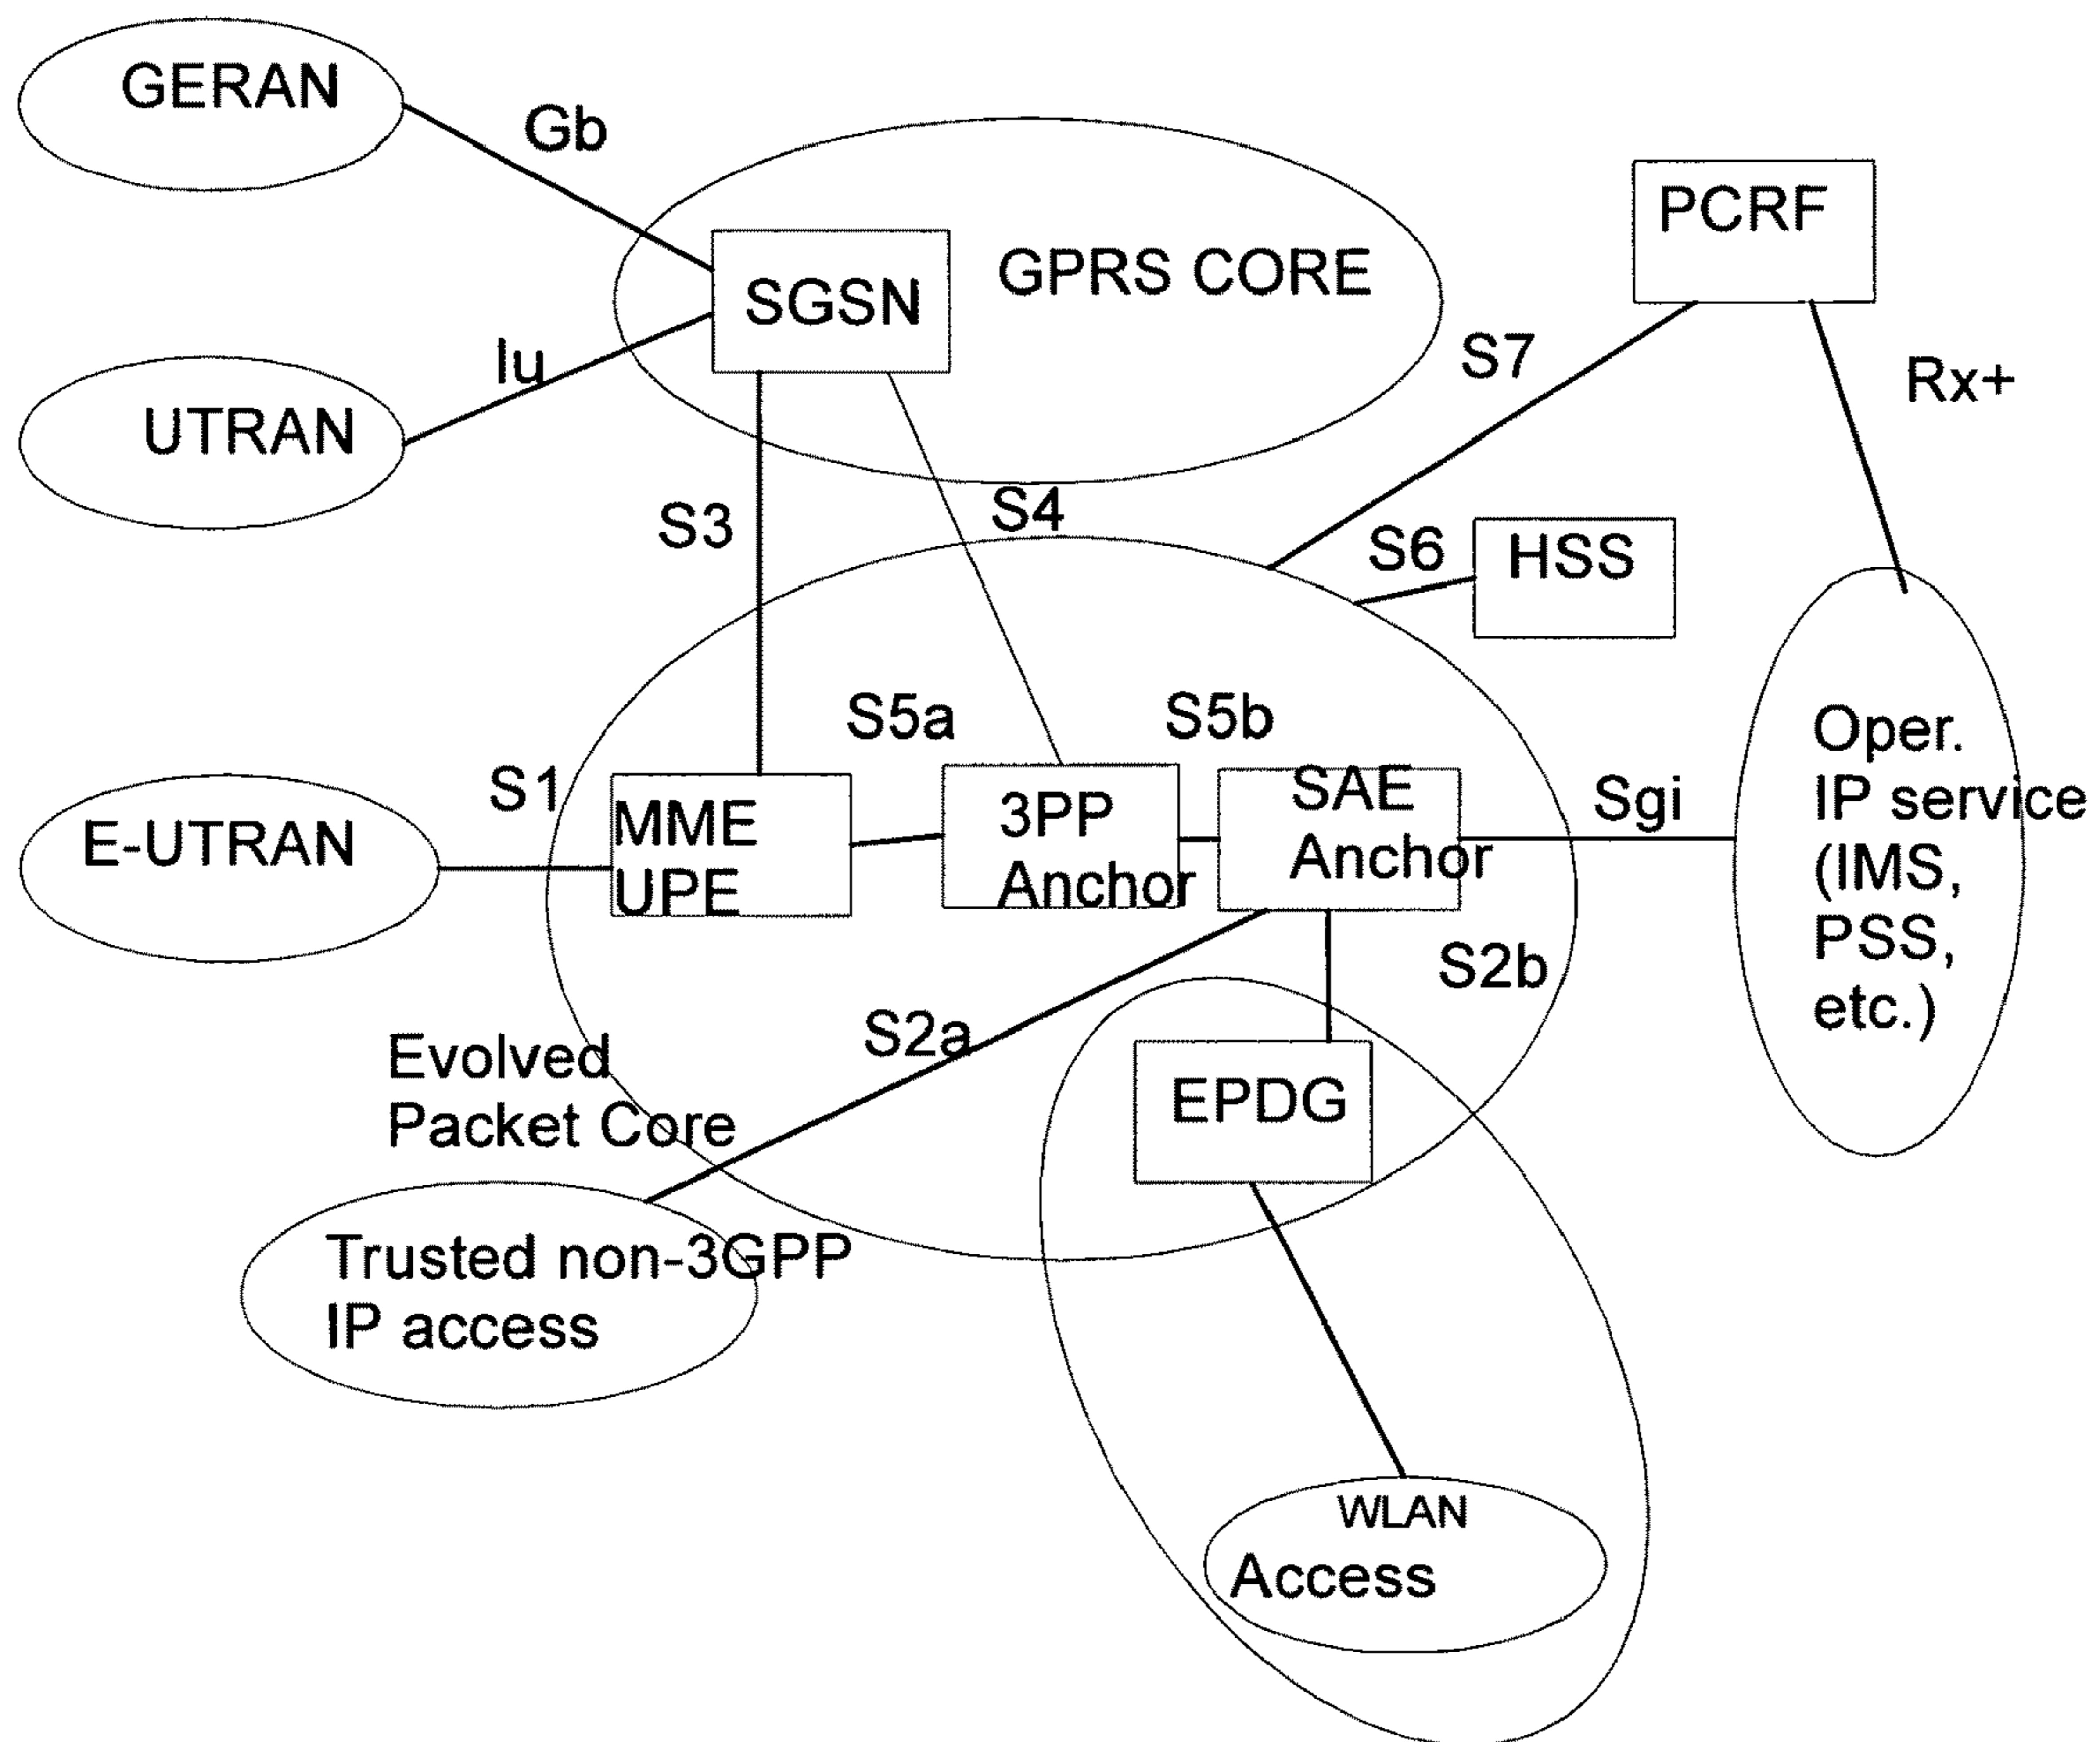 GERAN
Gb
PCRF
SGSN
GPRS CORE
S7
Iu
Rx+
UTRAN
S3
S4
S6
HSS
S5a
S5b
Oper.
IP service
(IMS,
PSS,
etc.)
S1
MME
UPE
3PP
Anchor
SAE
Anchor
Sgi
E-UTRAN
S2b
S2a
Evolved
Packet Core
EPDG
Trusted non-3GPP
IP access
WLAN
Access